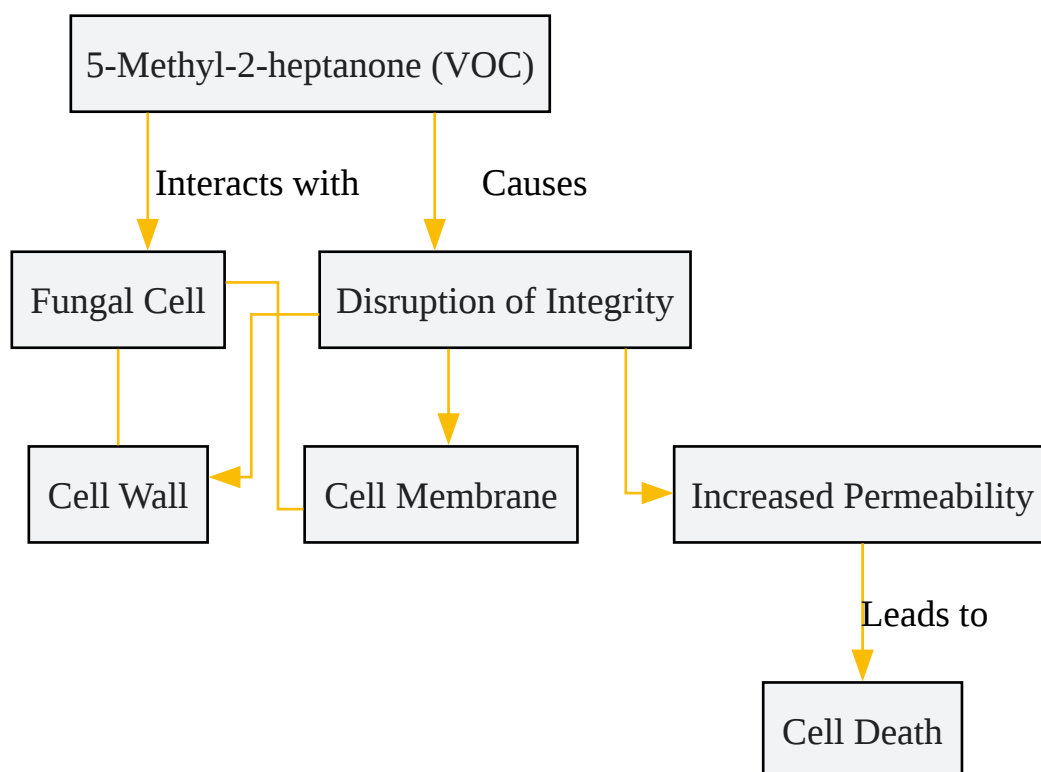 5-Methyl-2-heptanone (VOC)
Interacts with
Causes
Fungal Cell
Disruption of Integrity
Cell Wall
Cell Membrane
Increased Permeability
Leads to
Cell Death